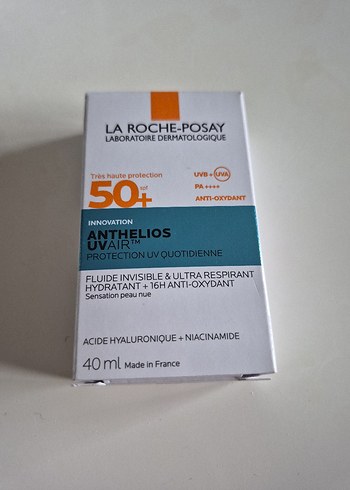 LA ROCHE-POSAY
LABORATOIRE DERMATOLOGIQUE
Très haute protection
50+ SPF
UVB + UVA
PA ++++
ANTI-OXYDANT
INNOVATION
ANTHELIOS
UVAIR™
PROTECTION UV QUOTIDIENNE
FLUIDE INVISIBLE & ULTRA RESPIRANT
HYDRATANT + 16H ANTI-OXYDANT
Sensation peau nue
ACIDE HYALURONIQUE + NIACINAMIDE
40 ml Made in France